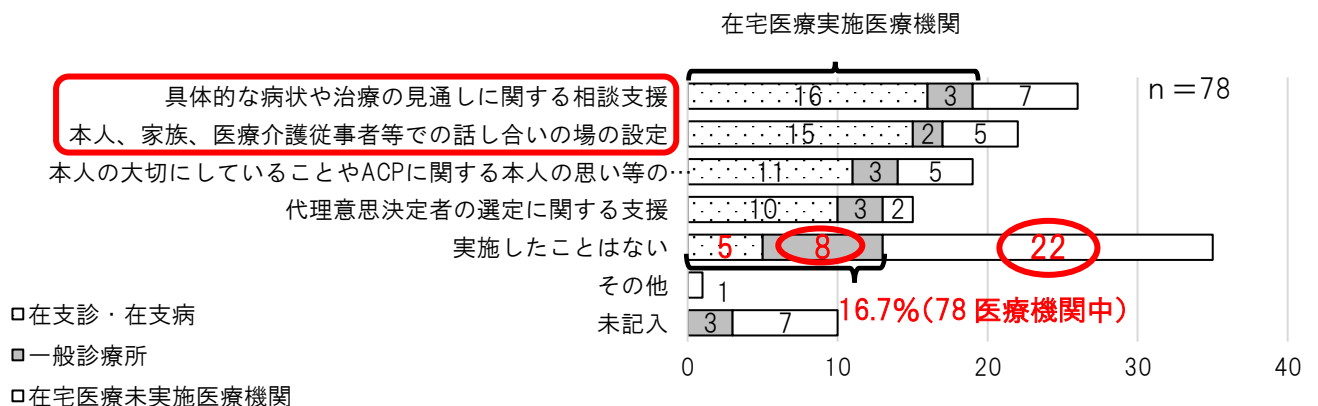 在宅医療実施医療機関
n＝78
具体的な病状や治療の見通しに関する相談支援 16 3 7
本人、家族、医療介護従事者等での話し合いの場の設定 15 2 5
本人の大切にしていることやACPに関する本人の思い等の… 11 3 5
代理意思決定者の選定に関する支援 10 3 2
実施したことはない 5 8 22
その他 1
16.7%(78 医療機関中)
未記入 3 7
0 10 20 30 40
在支診・在支病
一般診療所
在宅医療未実施医療機関